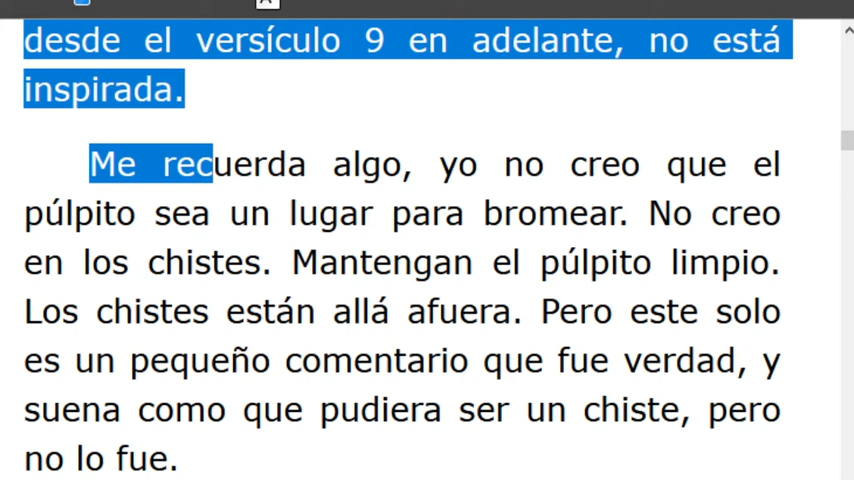 desde el versículo 9 en adelante, no está
inspirada.
Me recuerda algo, yo no creo que el
púlpito sea un lugar para bromear. No creo
en los chistes. Mantengan el púlpito limpio.
Los chistes están allá afuera. Pero este solo
es un pequeño comentario que fue verdad, y
suena como que pudiera ser un chiste, pero
no lo fue.